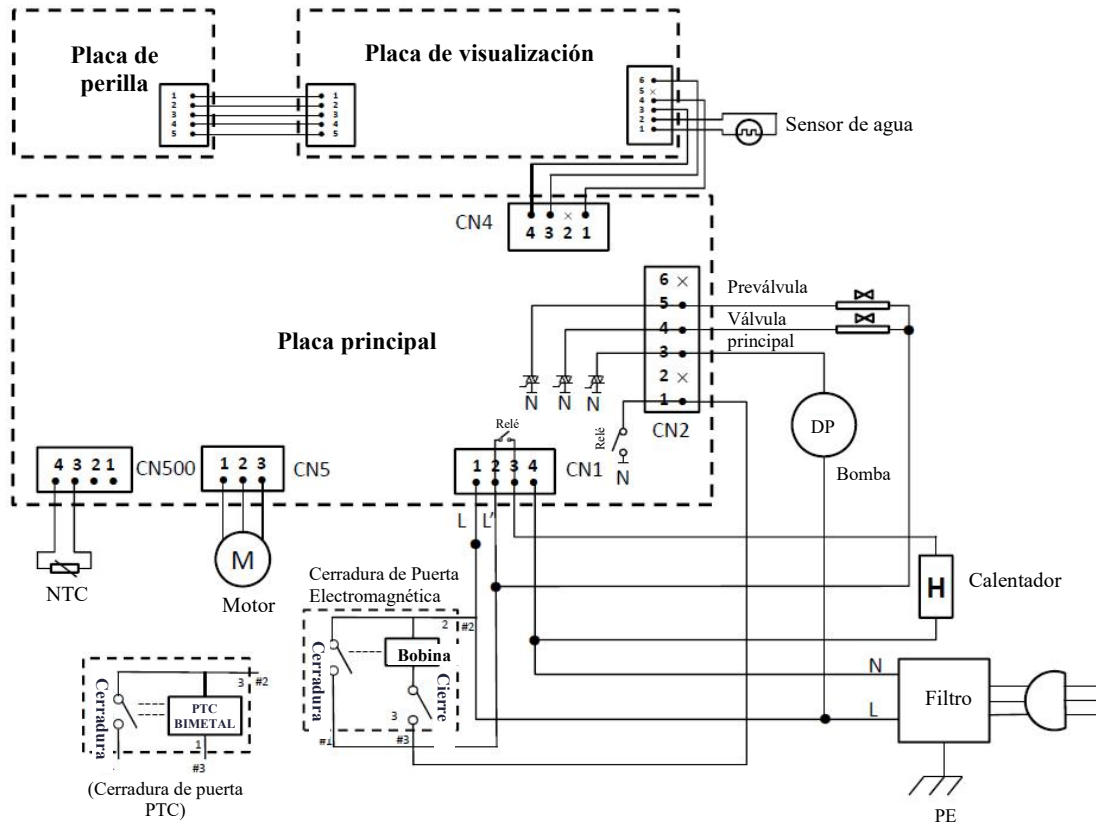 Placa de
perilla
1
2
3
4
5
Placa de visualización
1
2
3
4
5
6
5
4
3
2
1
Sensor de agua
CN4
4 3 2 1
Placa principal
6
5
4
3
2
1
CN2
Preválvula
Válvula
principal
N N N
Relé
N
Relé
DP
Bomba
4 3 2 1
CN500
1 2 3
CN5
1 2 3 4
CN1
L L'
NTC
M
Motor
H
Calentador
Cerradura de Puerta
Electromagnética
2 #2
Cerradura
Bobina
Cierre
3
#1 #3
N
L
Filtro
PE
Cerradura
3 #2
PTC
BIMETAL
1
#3
(Cerradura de puerta
PTC)